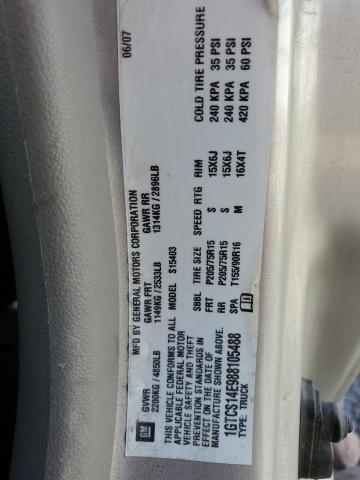 MFD BY GENERAL MOTORS CORPORATION 06/07
GVWR GAWR FRT GAWR RR
2200KG / 4850LB 1149KG / 2533LB 1314KG / 2896LB
THIS VEHICLE CONFORMS TO ALL
APPLICABLE FEDERAL MOTOR
VEHICLE SAFETY AND THEFT
PREVENTION STANDARDS IN
EFFECT ON THE DATE OF
MANUFACTURE SHOWN ABOVE.
1GTCS14E988105488
TYPE: TRUCK
MODEL S15403
SBBL TIRE SIZE SPEED RTG RIM COLD TIRE PRESSURE
FRT P205/75R15 S 15X6J 240 KPA 35 PSI
RR P205/75R15 S 15X6J 240 KPA 35 PSI
SPA T155/90R16 M 16X4T 420 KPA 60 PSI
GM